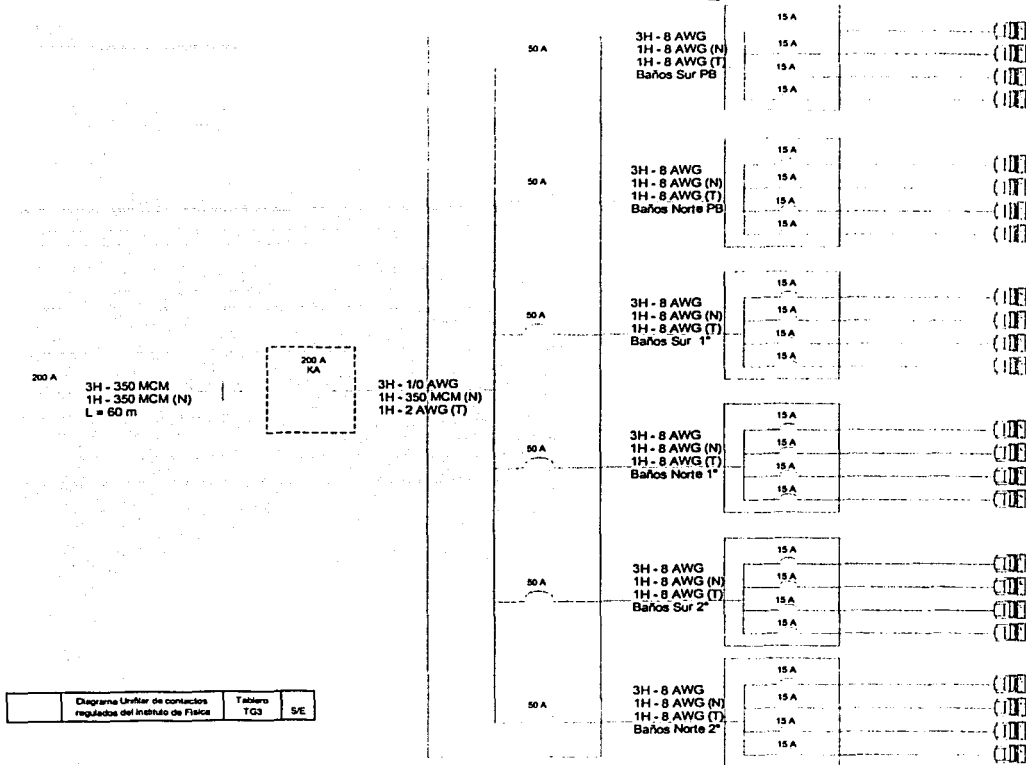 200 A
3H - 350 MCM
1H - 350 MCM (N)
L = 60 m
200 A
KA
3H - 1/0 AWG
1H - 350 MCM (N)
1H - 2 AWG (T)
50 A
3H - 8 AWG
1H - 8 AWG (N)
1H - 8 AWG (T)
Baños Sur PB
15 A
15 A
15 A
15 A
50 A
3H - 8 AWG
1H - 8 AWG (N)
1H - 8 AWG (T)
Baños Norte PB
15 A
15 A
15 A
15 A
50 A
3H - 8 AWG
1H - 8 AWG (N)
1H - 8 AWG (T)
Baños Sur 1°
15 A
15 A
15 A
15 A
50 A
3H - 8 AWG
1H - 8 AWG (N)
1H - 8 AWG (T)
Baños Norte 1°
15 A
15 A
15 A
15 A
50 A
3H - 8 AWG
1H - 8 AWG (N)
1H - 8 AWG (T)
Baños Sur 2°
15 A
15 A
15 A
15 A
50 A
3H - 8 AWG
1H - 8 AWG (N)
1H - 8 AWG (T)
Baños Norte 2°
15 A
15 A
15 A
15 A
Diagrama Unifilar de contactos
regulados del Instituto de Física
Tablero
TG3
S/E